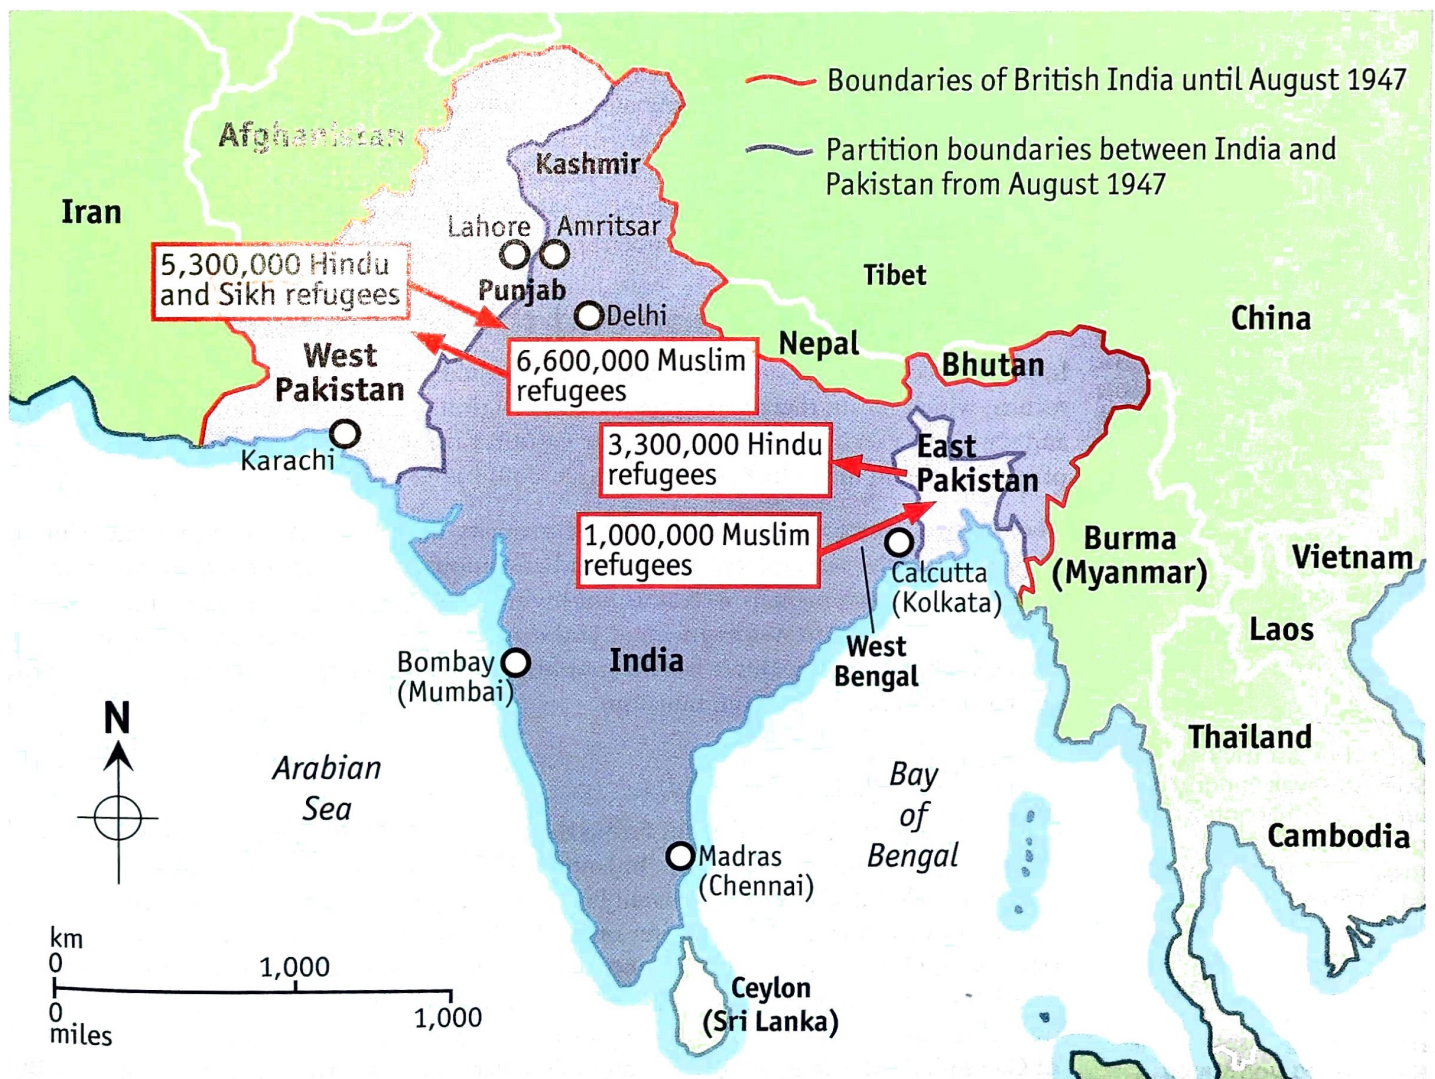 Boundaries of British India until August 1947
Partition boundaries between India and
Pakistan from August 1947
Afghanistan
Iran
Kashmir
Lahore
Amritsar
5,300,000 Hindu
and Sikh refugees
Punjab
Delhi
Tibet
China
Nepal
Bhutan
West
Pakistan
6,600,000 Muslim
refugees
Karachi
3,300,000 Hindu
refugees
East
Pakistan
1,000,000 Muslim
refugees
Calcutta
(Kolkata)
Burma
(Myanmar)
Vietnam
Laos
West
Bengal
Bombay
(Mumbai)
India
N
Arabian
Sea
Bay
of
Bengal
Thailand
Cambodia
Madras
(Chennai)
km
0
1,000
0
1,000
miles
Ceylon
(Sri Lanka)